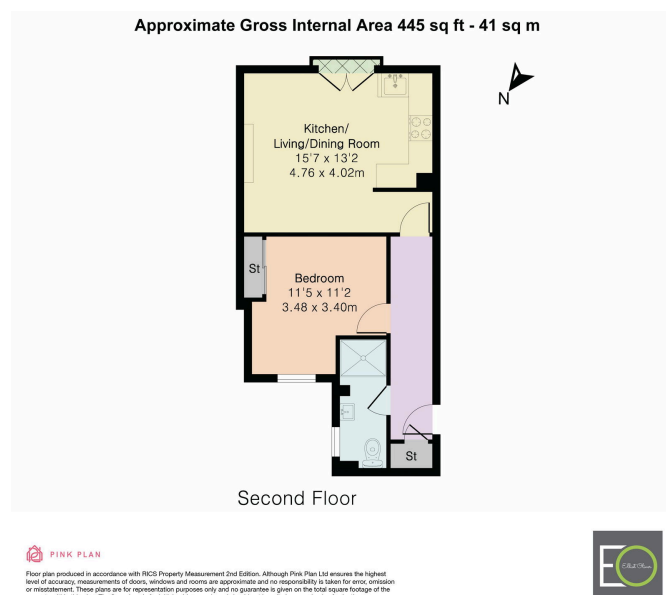 Approximate Gross Internal Area 445 sq ft - 41 sq m
N
Kitchen/
Living/Dining Room
15'7 x 13'2
4.76 x 4.02m
St
Bedroom
11'5 x 11'2
3.48 x 3.40m
St
Second Floor
PINK PLAN
Floor plan produced in accordance with RICS Property Measurement 2nd Edition. Although Pink Plan Ltd ensures the highest
level of accuracy, measurements of doors, windows and rooms are approximate and no responsibility is taken for error, omission
or misstatement. These plans are for representation purposes only and no guarantee is given on the total square footage of the
EO